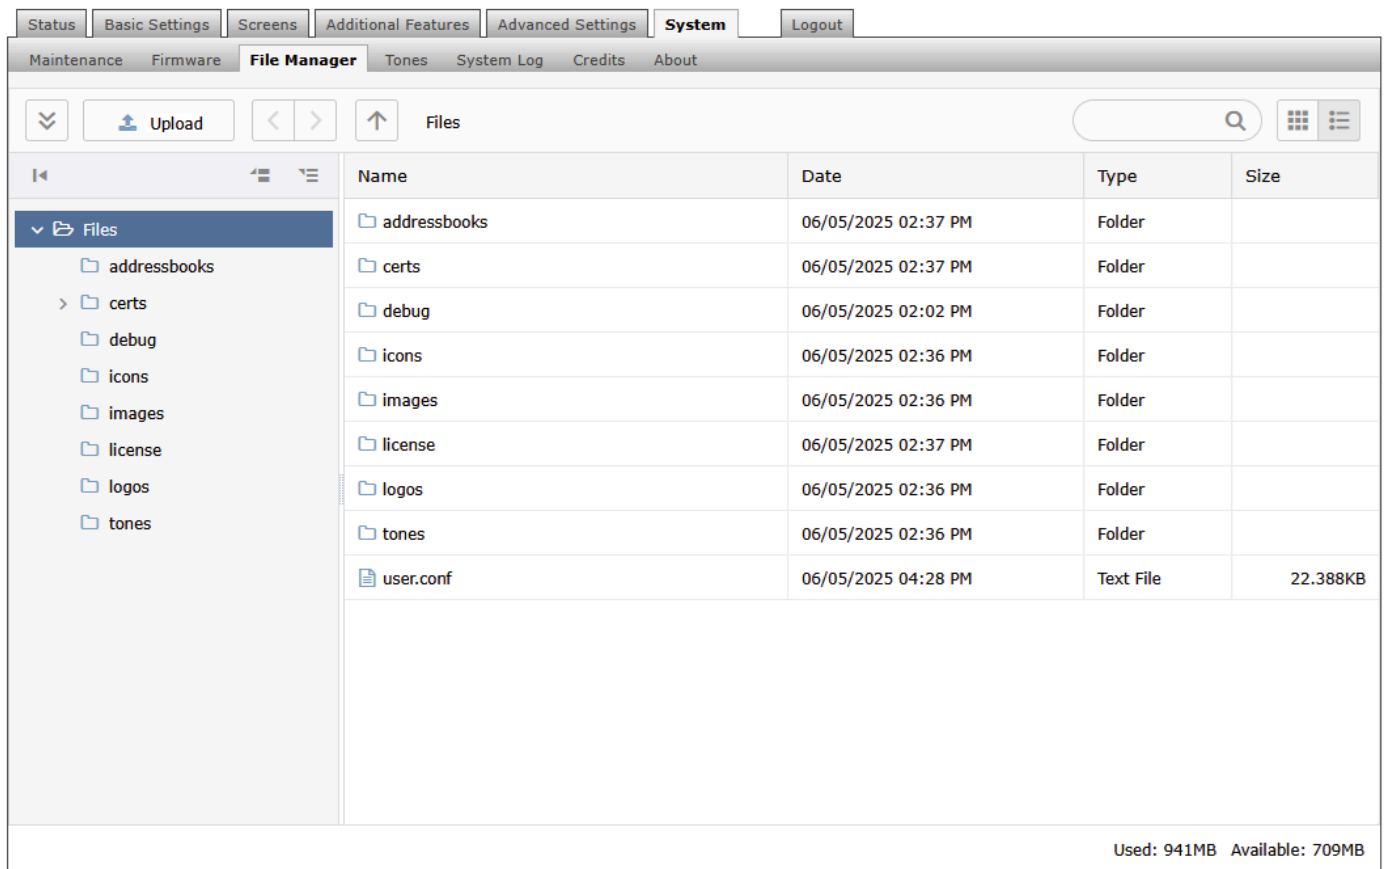 Status Basic Settings Screens Additional Features Advanced Settings System Logout
Maintenance Firmware File Manager Tones System Log Credits About
Upload Files
Name Date Type Size
Files
addressbooks
certs
debug
icons
images
license
logos
tones
addressbooks 06/05/2025 02:37 PM Folder
certs 06/05/2025 02:37 PM Folder
debug 06/05/2025 02:02 PM Folder
icons 06/05/2025 02:36 PM Folder
images 06/05/2025 02:36 PM Folder
license 06/05/2025 02:37 PM Folder
logos 06/05/2025 02:36 PM Folder
tones 06/05/2025 02:36 PM Folder
user.conf 06/05/2025 04:28 PM Text File 22.388KB
Used: 941MB Available: 709MB